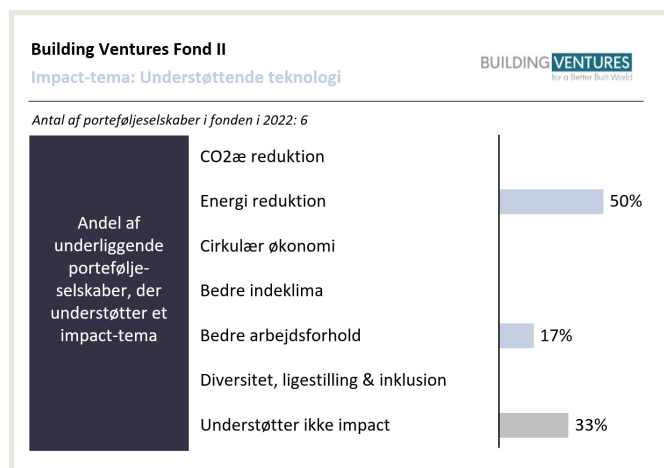 Building Ventures Fond II
Impact-tema: Understøttende teknologi
BUILDING VENTURES
for a Better Built World
Antal af porteføljeselskaber i fonden i 2022: 6
Andel af
underliggende
portefølje-
selskaber, der
understøtter et
impact-tema
CO2æ reduktion
Energi reduktion
50%
Cirkulær økonomi
Bedre indeklima
Bedre arbejdsforhold
17%
Diversitet, ligestilling & inklusion
Understøtter ikke impact
33%